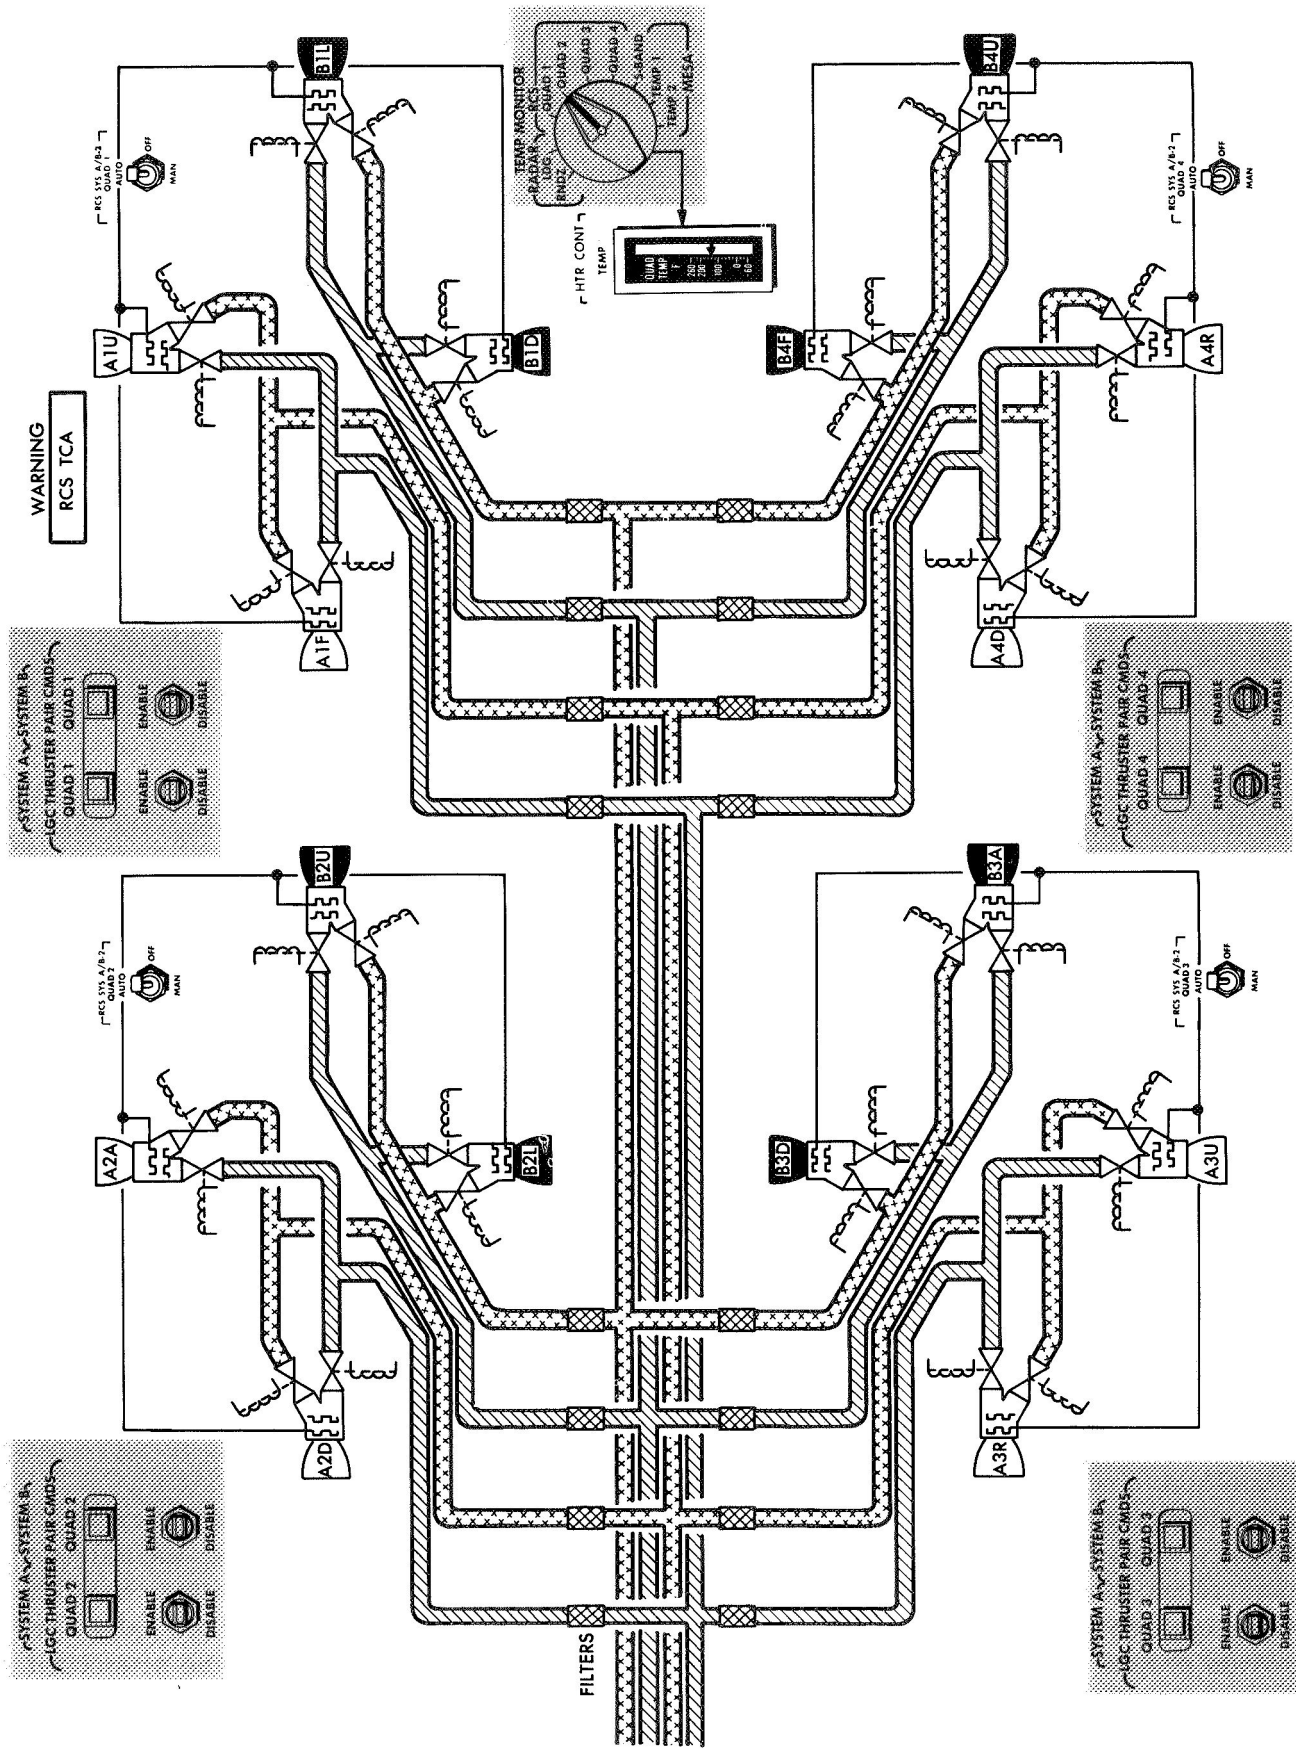 SYSTEM A SYSTEM B
LGC THRUSTER PAIR CMDS
QUAD 2 QUAD 2
ENABLE ENABLE
DISABLE DISABLE
SYSTEM A SYSTEM B
LGC THRUSTER PAIR CMDS
QUAD 1 QUAD 1
ENABLE ENABLE
DISABLE DISABLE
WARNING
RCS TCA
A2A
RCS SYS A/B-2
QUAD 2
AUTO
OFF
MAN
A1U
RCS SYS A/B-2
QUAD 1
AUTO
OFF
MAN
A2D
B2U
A1F
B1L
B2L
B1D
FILTERS
HTR CONT
TEMP
QUAD
TEMP
°F
260
200
100
0
-60
TEMP MONITOR
RADAR RCS
LDG QUAD 1
RNDZ QUAD 2
QUAD 3
QUAD 4
S-BAND
TEMP 1
TEMP 2
MESA
B3D
B4F
A3R
B3A
A4D
B4U
A3U
RCS SYS A/B-2
QUAD 3
AUTO
OFF
MAN
A4R
RCS SYS A/B-2
QUAD 4
AUTO
OFF
MAN
SYSTEM A SYSTEM B
LGC THRUSTER PAIR CMDS
QUAD 3 QUAD 3
ENABLE ENABLE
DISABLE DISABLE
SYSTEM A SYSTEM B
LGC THRUSTER PAIR CMDS
QUAD 4 QUAD 4
ENABLE ENABLE
DISABLE DISABLE